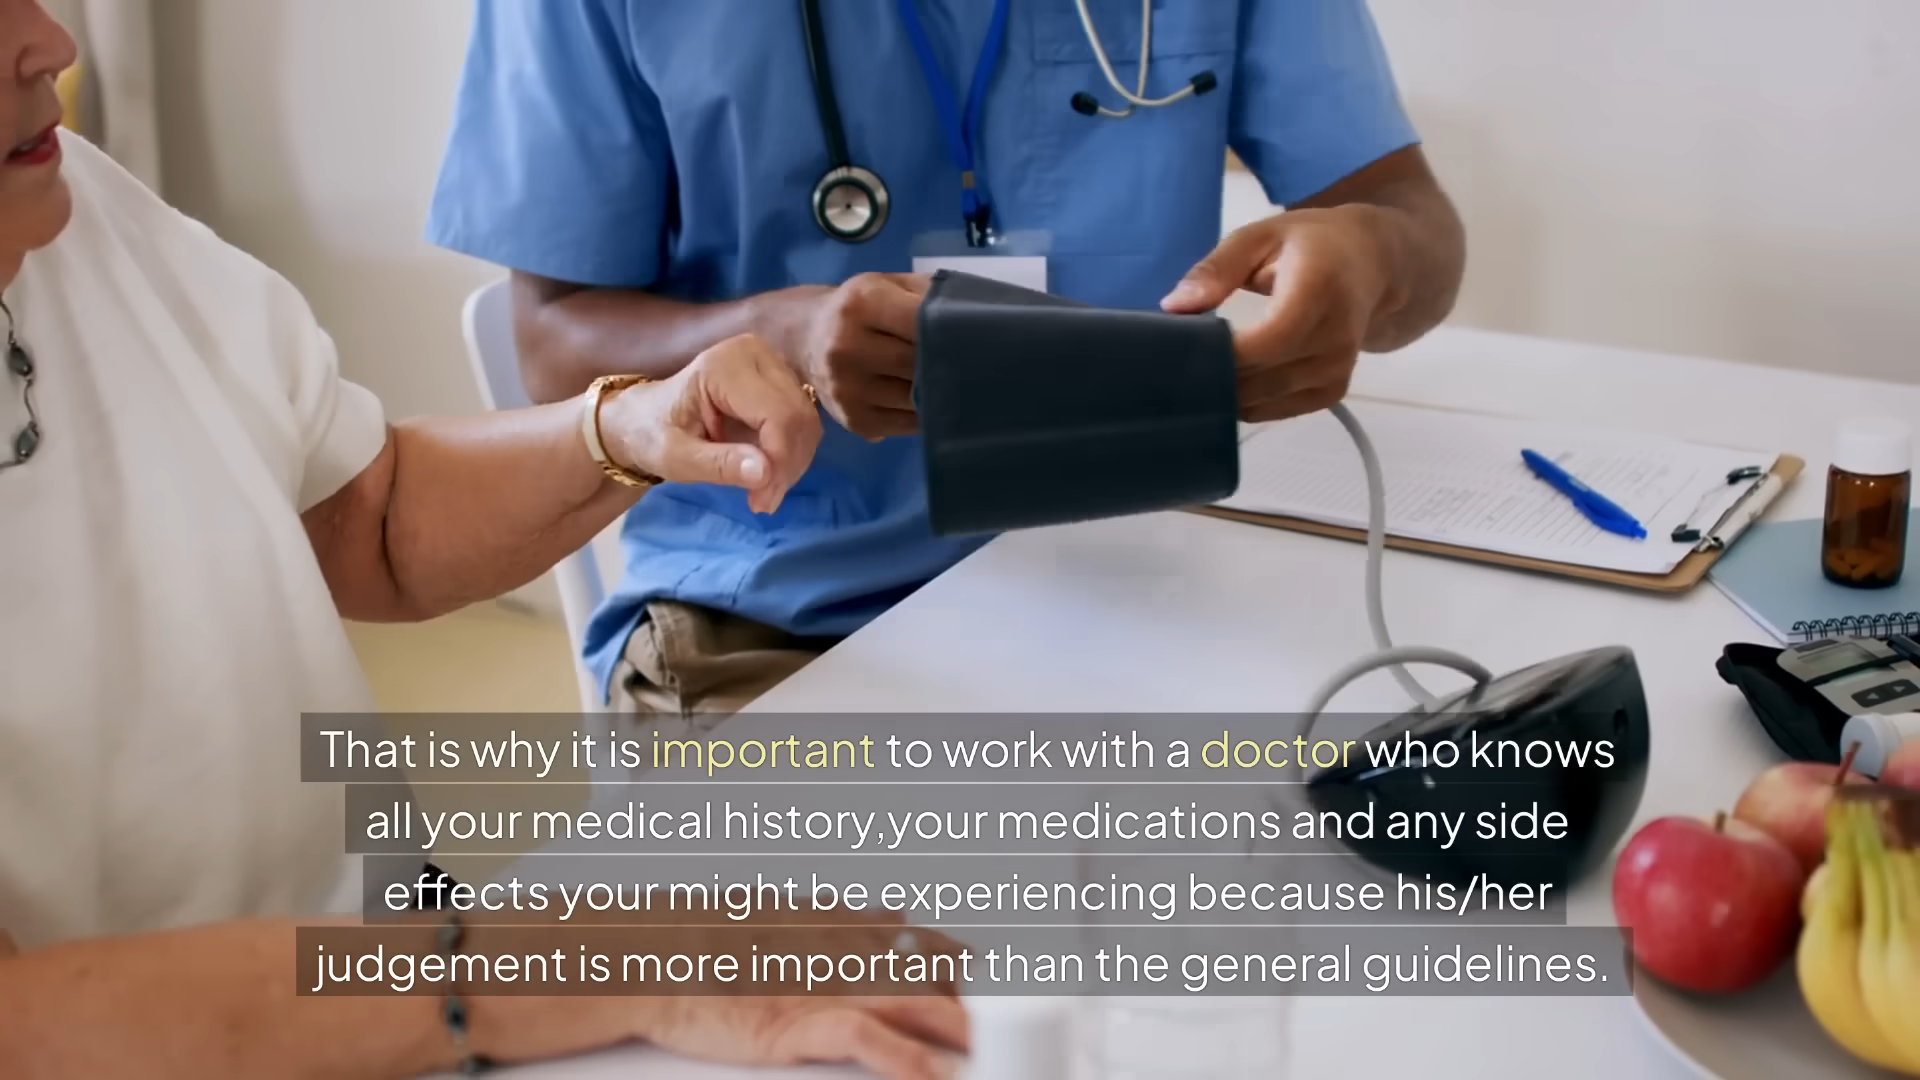 That is why it is important to work with a doctor who knows
all your medical history,your medications and any side
effects your might be experiencing because his/her
judgement is more important than the general guidelines.